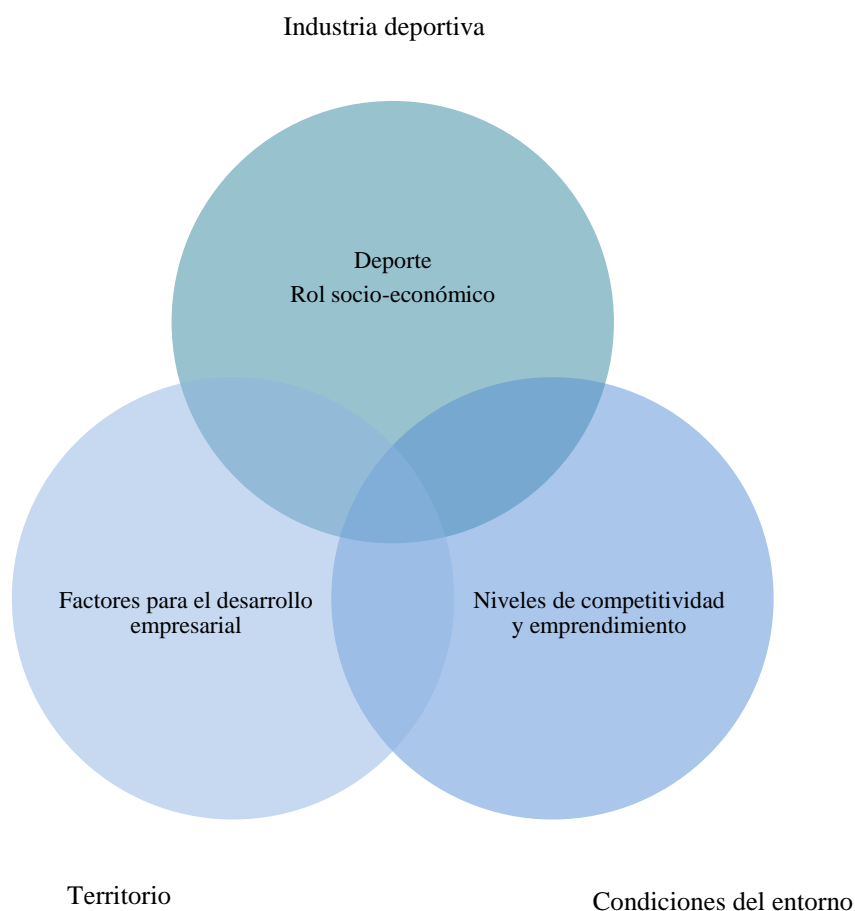 Industria deportiva
Deporte
Rol socio-económico
Factores para el desarrollo
empresarial
Niveles de competitividad
y emprendimiento
Territorio
Condiciones del entorno